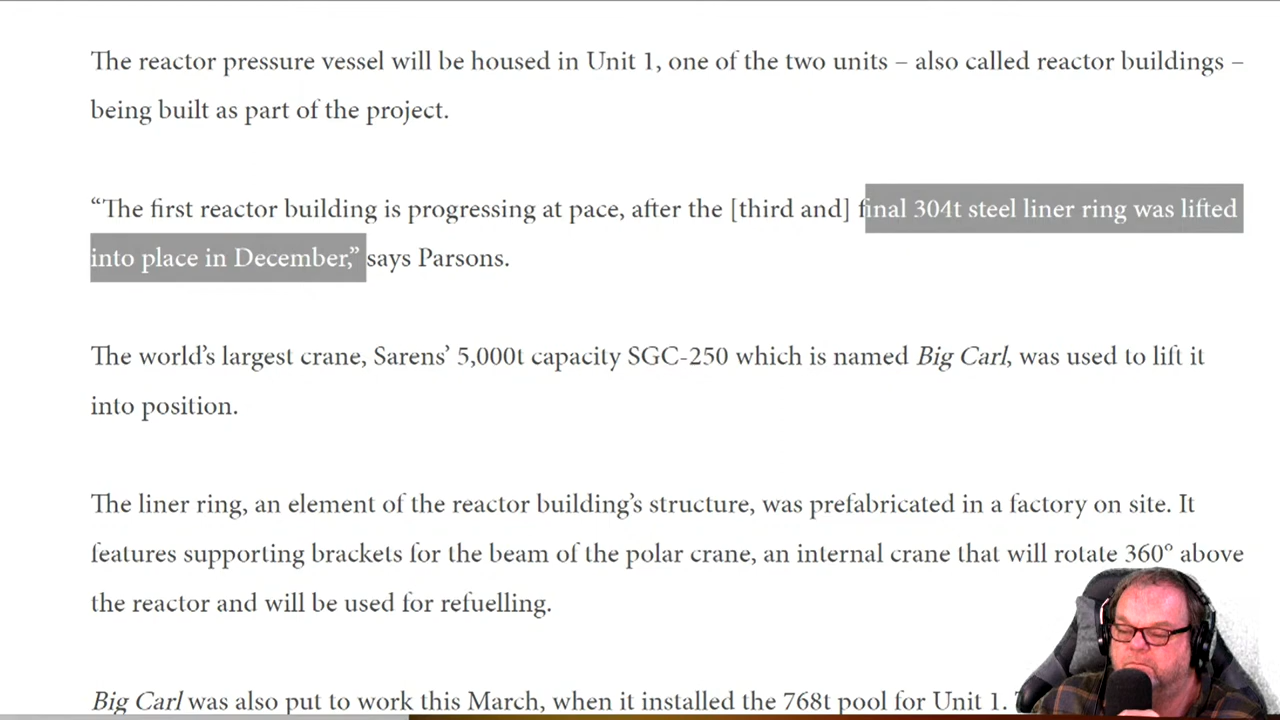 The reactor pressure vessel will be housed in Unit 1, one of the two units – also called reactor buildings –
being built as part of the project.
“The first reactor building is progressing at pace, after the [third and] final 304t steel liner ring was lifted
into place in December,” says Parsons.
The world’s largest crane, Sarens’ 5,000t capacity SGC-250 which is named Big Carl, was used to lift it
into position.
The liner ring, an element of the reactor building’s structure, was prefabricated in a factory on site. It
features supporting brackets for the beam of the polar crane, an internal crane that will rotate 360° above
the reactor and will be used for refuelling.
Big Carl was also put to work this March, when it installed the 768t pool for Unit 1.